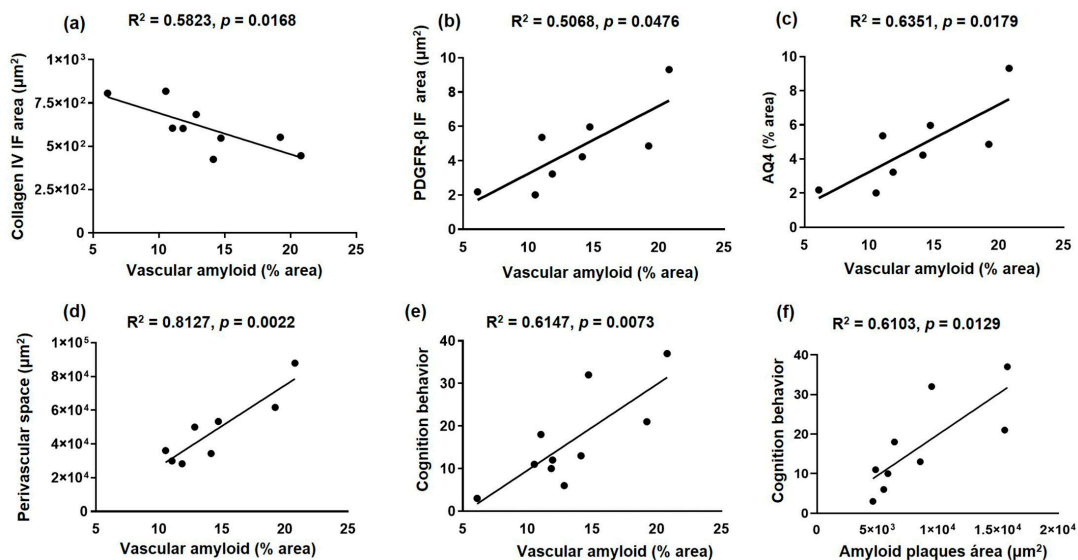 (a)
R² = 0.5823, p = 0.0168
Collagen IV IF area (µm²)
1×10³
7.5×10²
5×10²
2.5×10²
0
5 10 15 20 25
Vascular amyloid (% area)
(b)
R² = 0.5068, p = 0.0476
PDGFR-β IF area (µm²)
10
8
6
4
2
0
5 10 15 20 25
Vascular amyloid (% area)
(c)
R² = 0.6351, p = 0.0179
AQ4 (% area)
10
8
6
4
2
0
5 10 15 20 25
Vascular amyloid (% area)
(d)
R² = 0.8127, p = 0.0022
Perivascular space (µm²)
1×10⁵
8×10⁴
6×10⁴
4×10⁴
2×10⁴
0
5 10 15 20 25
Vascular amyloid (% area)
(e)
R² = 0.6147, p = 0.0073
Cognition behavior
40
30
20
10
0
5 10 15 20 25
Vascular amyloid (% area)
(f)
R² = 0.6103, p = 0.0129
Cognition behavior
40
30
20
10
0
0 5×10³ 1×10⁴ 1.5×10⁴ 2×10⁴
Amyloid plaques área (µm²)